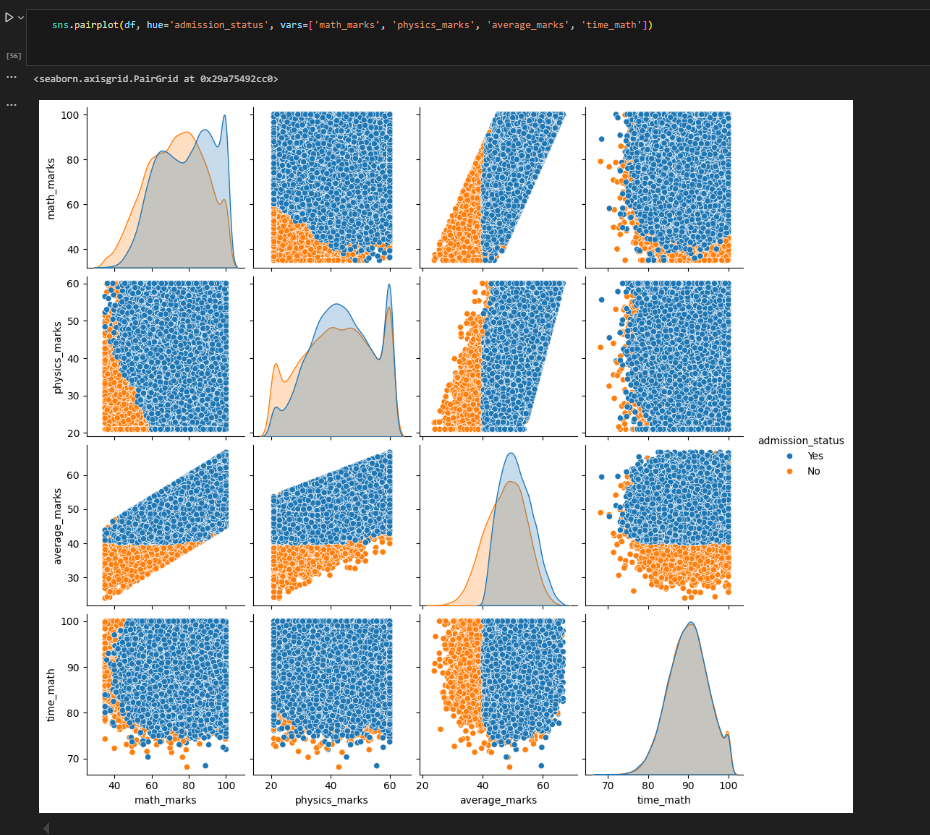 sns.pairplot(df, hue='admission_status', vars=['math_marks', 'physics_marks', 'average_marks', 'time_math'])
[56]
<seaborn.axisgrid.PairGrid at 0x29a75492cc0>
math_marks
100
80
60
40
physics_marks
60
50
40
30
20
average_marks
60
50
40
30
time_math
100
90
80
70
admission_status
Yes
No
40 60 80 100
20 40 60
20 40 60
70 80 90 100
math_marks
physics_marks
average_marks
time_math